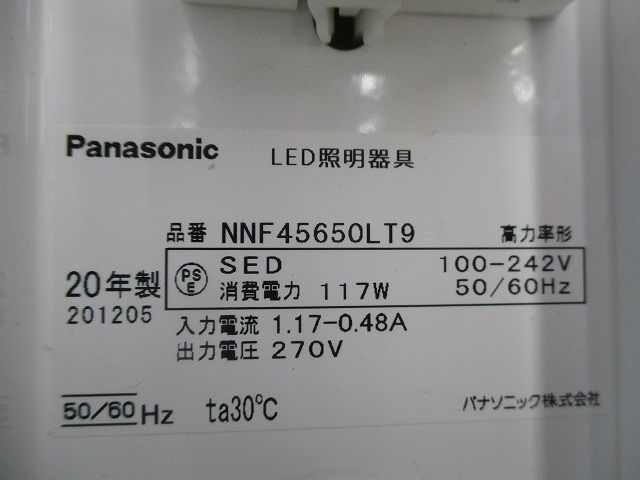 Panasonic LED照明器具
品番 NNF45650LT9 高力率形
20年製 PS E SED 100-242V
消費電力 117W 50/60Hz
201205 入力電流 1.17-0.48A
出力電圧 270V
50/60Hz ta30℃ パナソニック株式会社